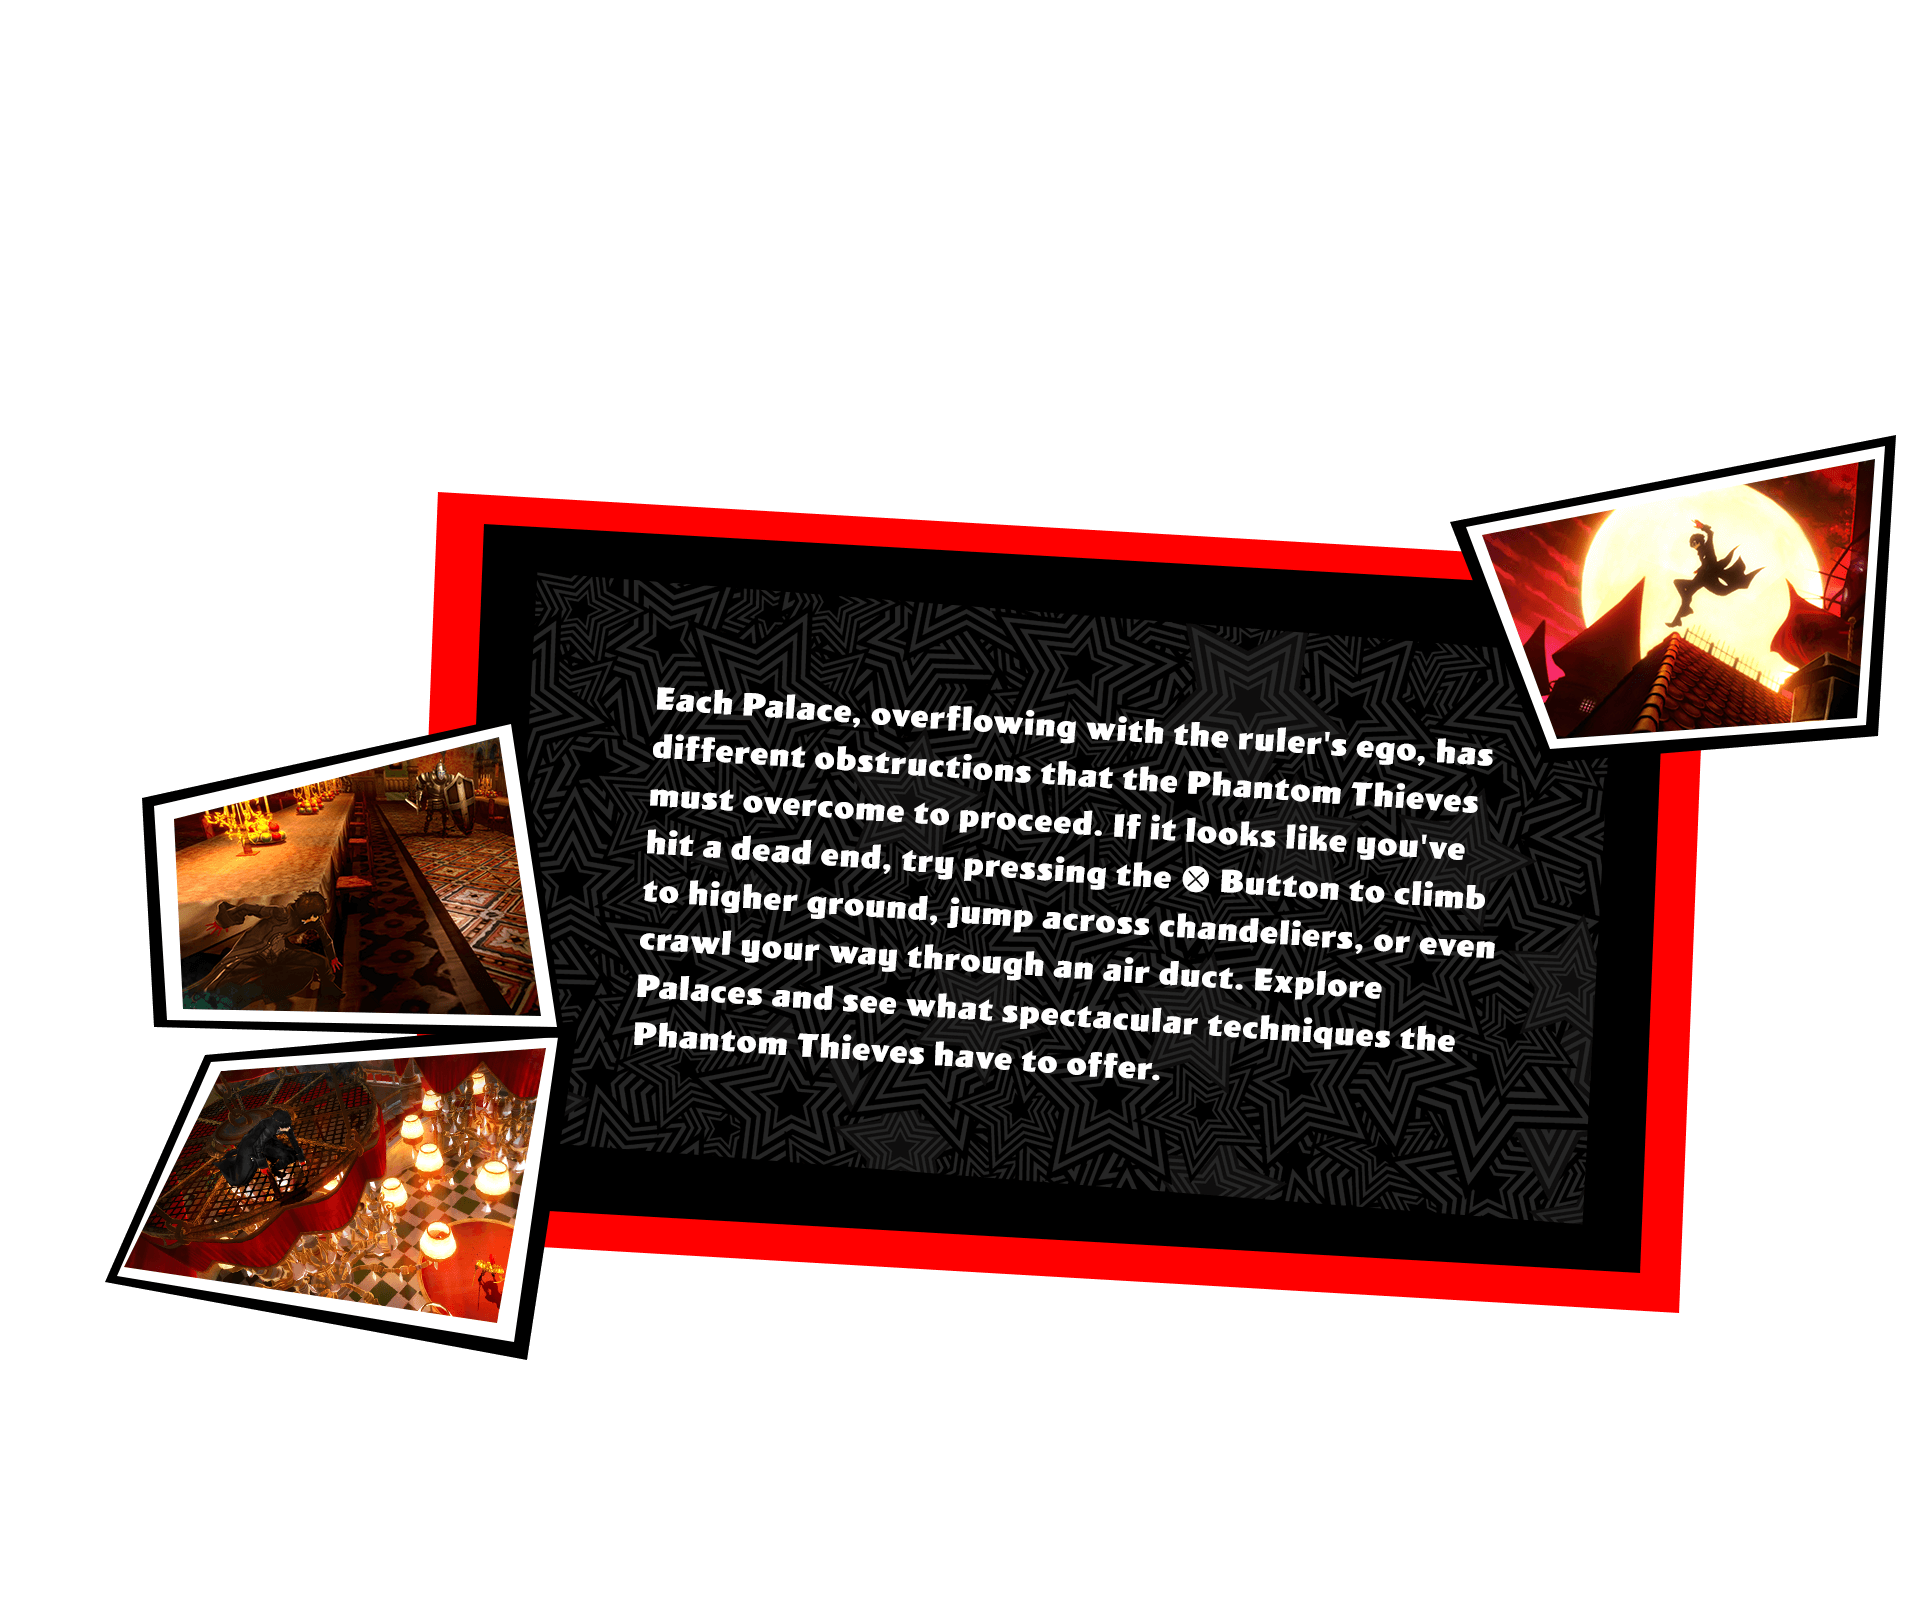 Each Palace, overflowing with the ruler's ego, has
different obstructions that the Phantom Thieves
must overcome to proceed. If it looks like you've
hit a dead end, try pressing the ⊗ Button to climb
to higher ground, jump across chandeliers, or even
crawl your way through an air duct. Explore
Palaces and see what spectacular techniques the
Phantom Thieves have to offer.